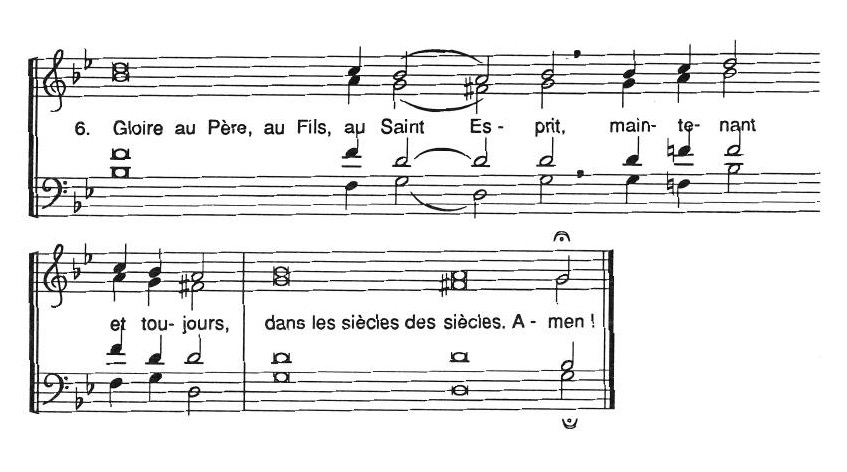 6. Gloire au Père, au Fils, au Saint Es - prit, main- te- nant
et tou- jours, dans les siècles des siècles. A - men !